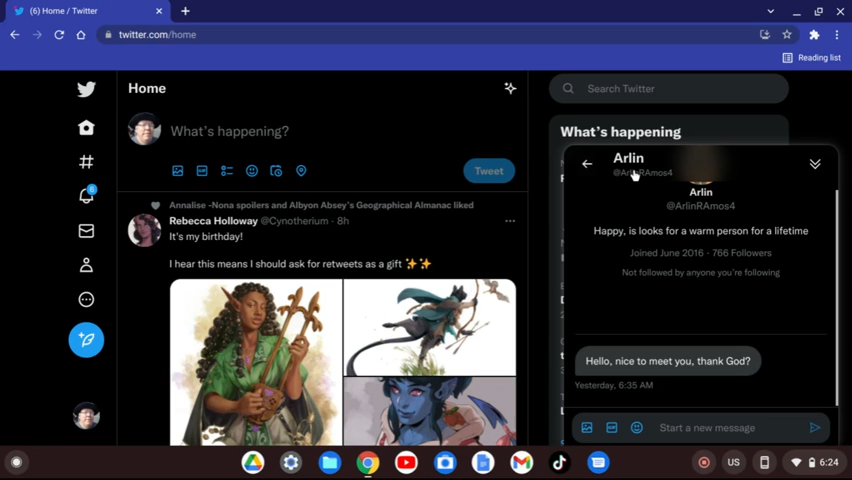 (6) Home / Twitter
twitter.com/home
Reading list
Home
What's happening?
Tweet
Annalise -Nona spoilers and Albyon Absey's Geographical Almanac liked
Rebecca Holloway @Cynotherium · 8h
It's my birthday!
I hear this means I should ask for retweets as a gift ✨✨
6
Search Twitter
What's happening
Arlin
@ArlinRAmos4
Arlin
@ArlinRAmos4
Happy, is looks for a warm person for a lifetime
Joined June 2016 · 766 Followers
Not followed by anyone you're following
Hello, nice to meet you, thank God?
Yesterday, 6:35 AM
Start a new message
US
6:24